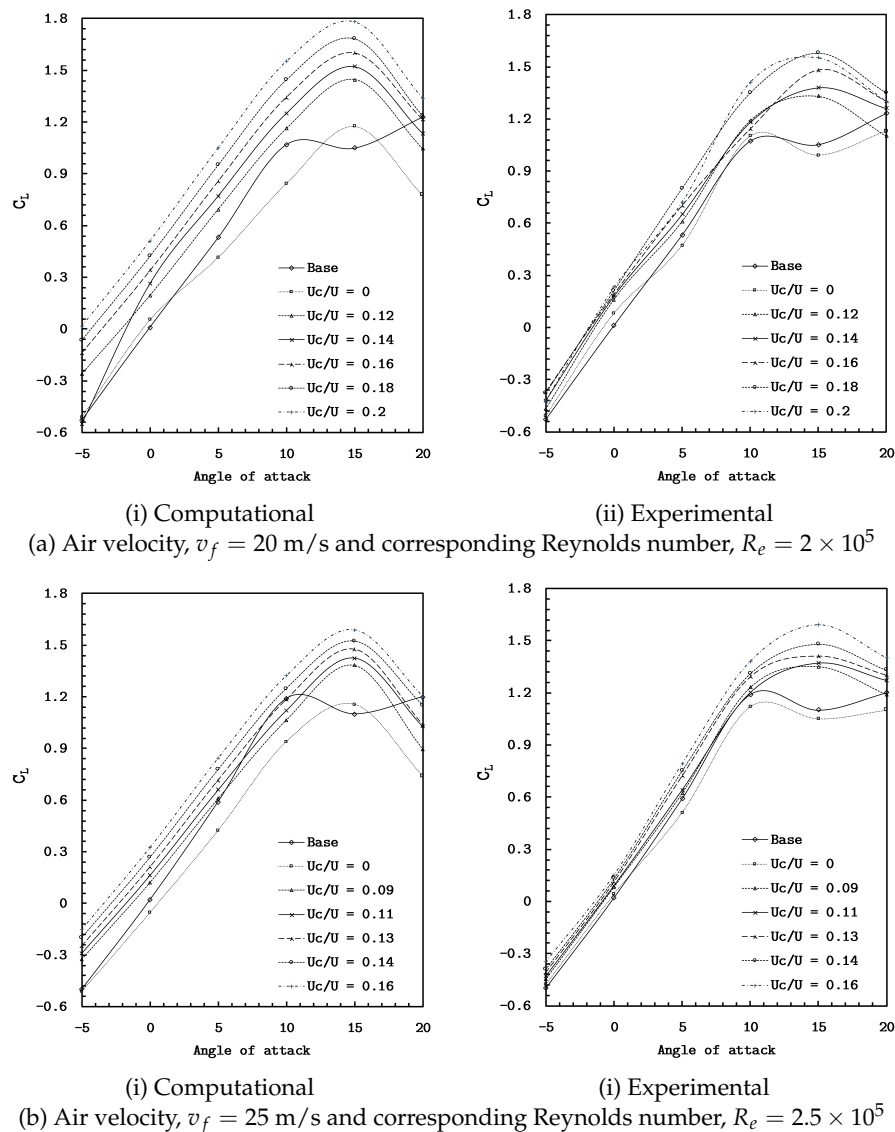 1.8
1.5
1.2
0.9
0.6
0.3
0
-0.3
-0.6
C_L
-5 0 5 10 15 20
Angle of attack
Base
Uc/U = 0
Uc/U = 0.12
Uc/U = 0.14
Uc/U = 0.16
Uc/U = 0.18
Uc/U = 0.2
(i) Computational
1.8
1.5
1.2
0.9
0.6
0.3
0
-0.3
-0.6
C_L
-5 0 5 10 15 20
Angle of attack
Base
Uc/U = 0
Uc/U = 0.12
Uc/U = 0.14
Uc/U = 0.16
Uc/U = 0.18
Uc/U = 0.2
(ii) Experimental
(a) Air velocity, v_f = 20 m/s and corresponding Reynolds number, R_e = 2 × 10⁵
1.8
1.5
1.2
0.9
0.6
0.3
0
-0.3
-0.6
C_L
-5 0 5 10 15 20
Angle of attack
Base
Uc/U = 0
Uc/U = 0.09
Uc/U = 0.11
Uc/U = 0.13
Uc/U = 0.14
Uc/U = 0.16
(i) Computational
1.8
1.5
1.2
0.9
0.6
0.3
0
-0.3
-0.6
C_L
-5 0 5 10 15 20
Angle of attack
Base
Uc/U = 0
Uc/U = 0.09
Uc/U = 0.11
Uc/U = 0.13
Uc/U = 0.14
Uc/U = 0.16
(i) Experimental
(b) Air velocity, v_f = 25 m/s and corresponding Reynolds number, R_e = 2.5 × 10⁵